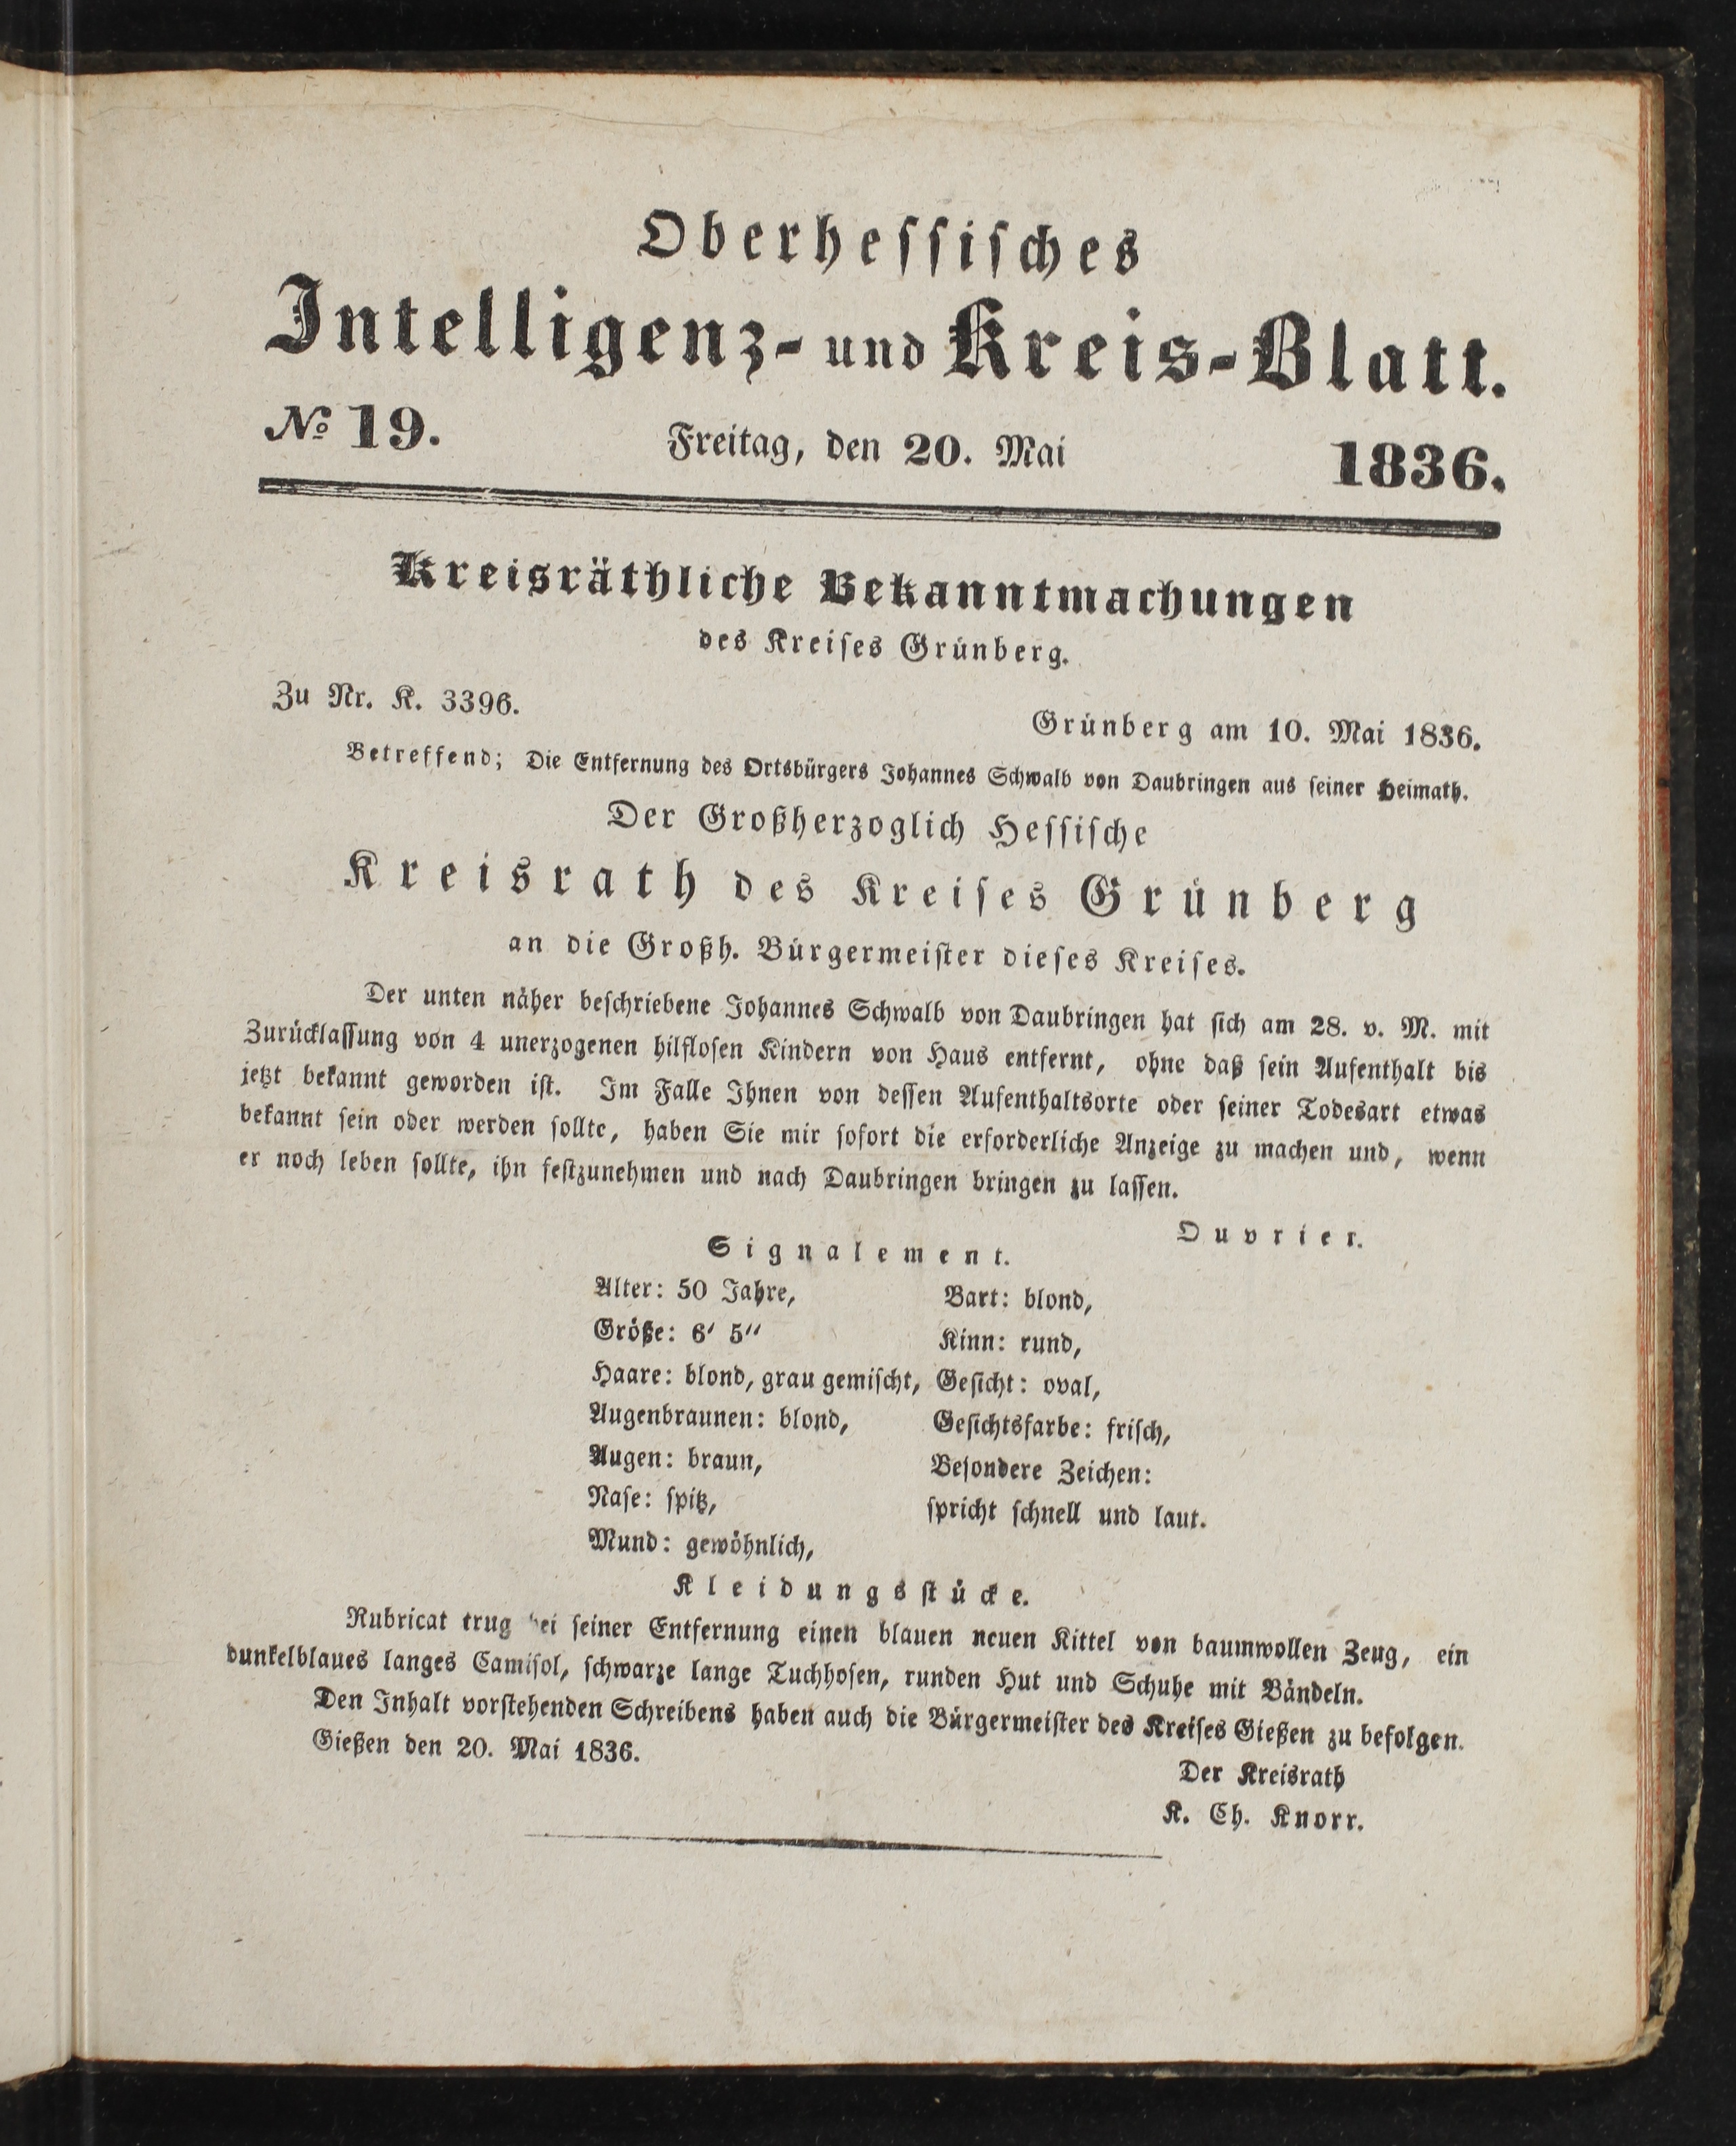 Oberhessisches
Intelligenz- und Kreis-Blatt.
№ 19. Freitag, den 20. Mai 1836.
Kreisräthliche Bekanntmachungen
des Kreises Grünberg.
Zu Nr. K. 3396.
Grünberg am 10. Mai 1836.
Betreffend; Die Entfernung des Ortsbürgers Johannes Schwalb von Daubringen aus seiner Heimath.
Der Großherzoglich Hessische
Kreisrath des Kreises Grünberg
an die Großh. Bürgermeister dieses Kreises.
Der unten näher beschriebene Johannes Schwalb von Daubringen hat sich am 28. v. M. mit
Zurücklassung von 4 unerzogenen hilflosen Kindern von Haus entfernt, ohne daß sein Aufenthalt bis
jetzt bekannt geworden ist. Im Falle Ihnen von dessen Aufenthaltsorte oder seiner Todesart etwas
bekannt sein oder werden sollte, haben Sie mir sofort die erforderliche Anzeige zu machen und, wenn
er noch leben sollte, ihn festzunehmen und nach Daubringen bringen zu lassen.
Ouvrier.
Signalement.
Alter: 50 Jahre,
Größe: 6' 5''
Haare: blond, grau gemischt,
Augenbraunen: blond,
Augen: braun,
Nase: spitz,
Mund: gewöhnlich,
Bart: blond,
Kinn: rund,
Gesicht: oval,
Gesichtsfarbe: frisch,
Besondere Zeichen:
spricht schnell und laut.
Kleidungsstücke.
Rubricat trug bei seiner Entfernung einen blauen neuen Kittel von baumwollen Zeug, ein
dunkelblaues langes Camisol, schwarze lange Tuchhosen, runden Hut und Schuhe mit Bändeln.
Den Inhalt vorstehenden Schreibens haben auch die Bürgermeister des Kreises Gießen zu befolgen.
Gießen den 20. Mai 1836.
Der Kreisrath
K. Ch. Knorr.